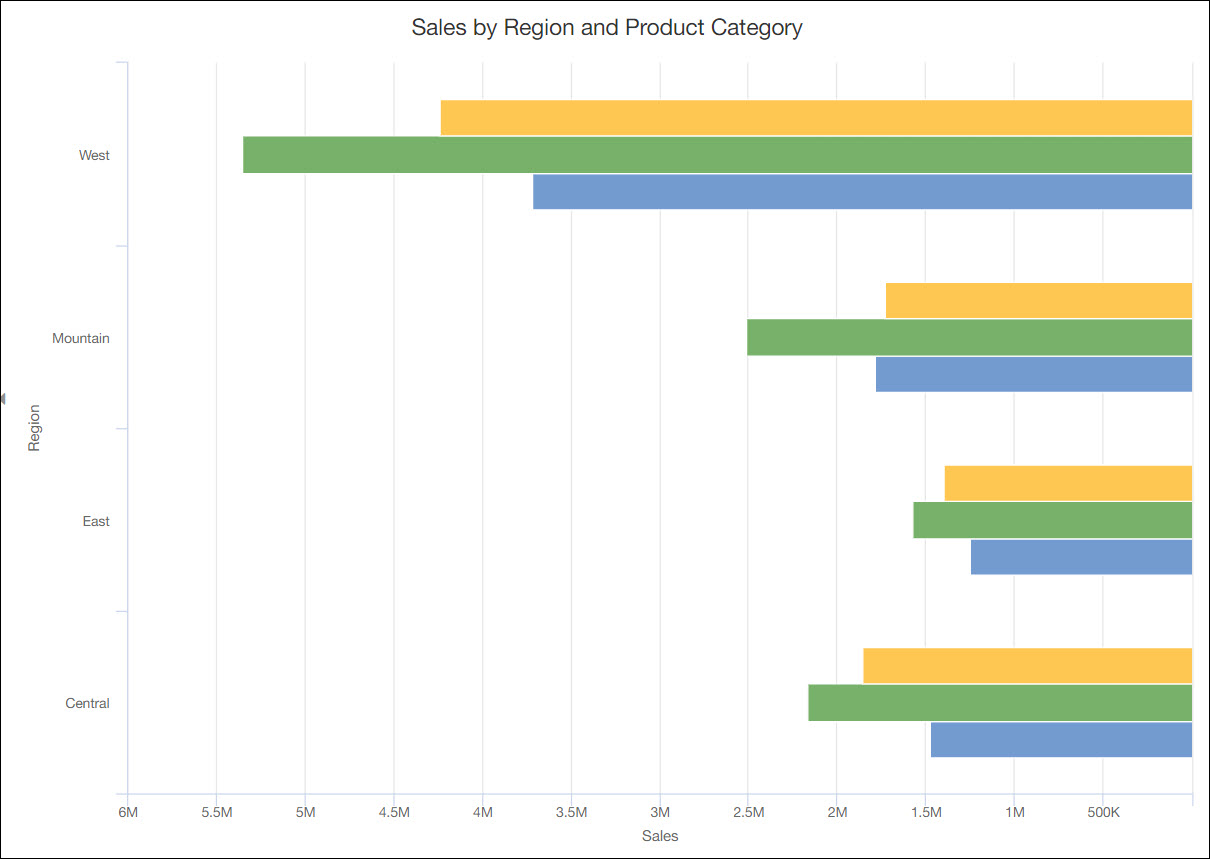 Sales by Region and Product Category
West
Mountain
East
Central
Region
6M 5.5M 5M 4.5M 4M 3.5M 3M 2.5M 2M 1.5M 1M 500K
Sales